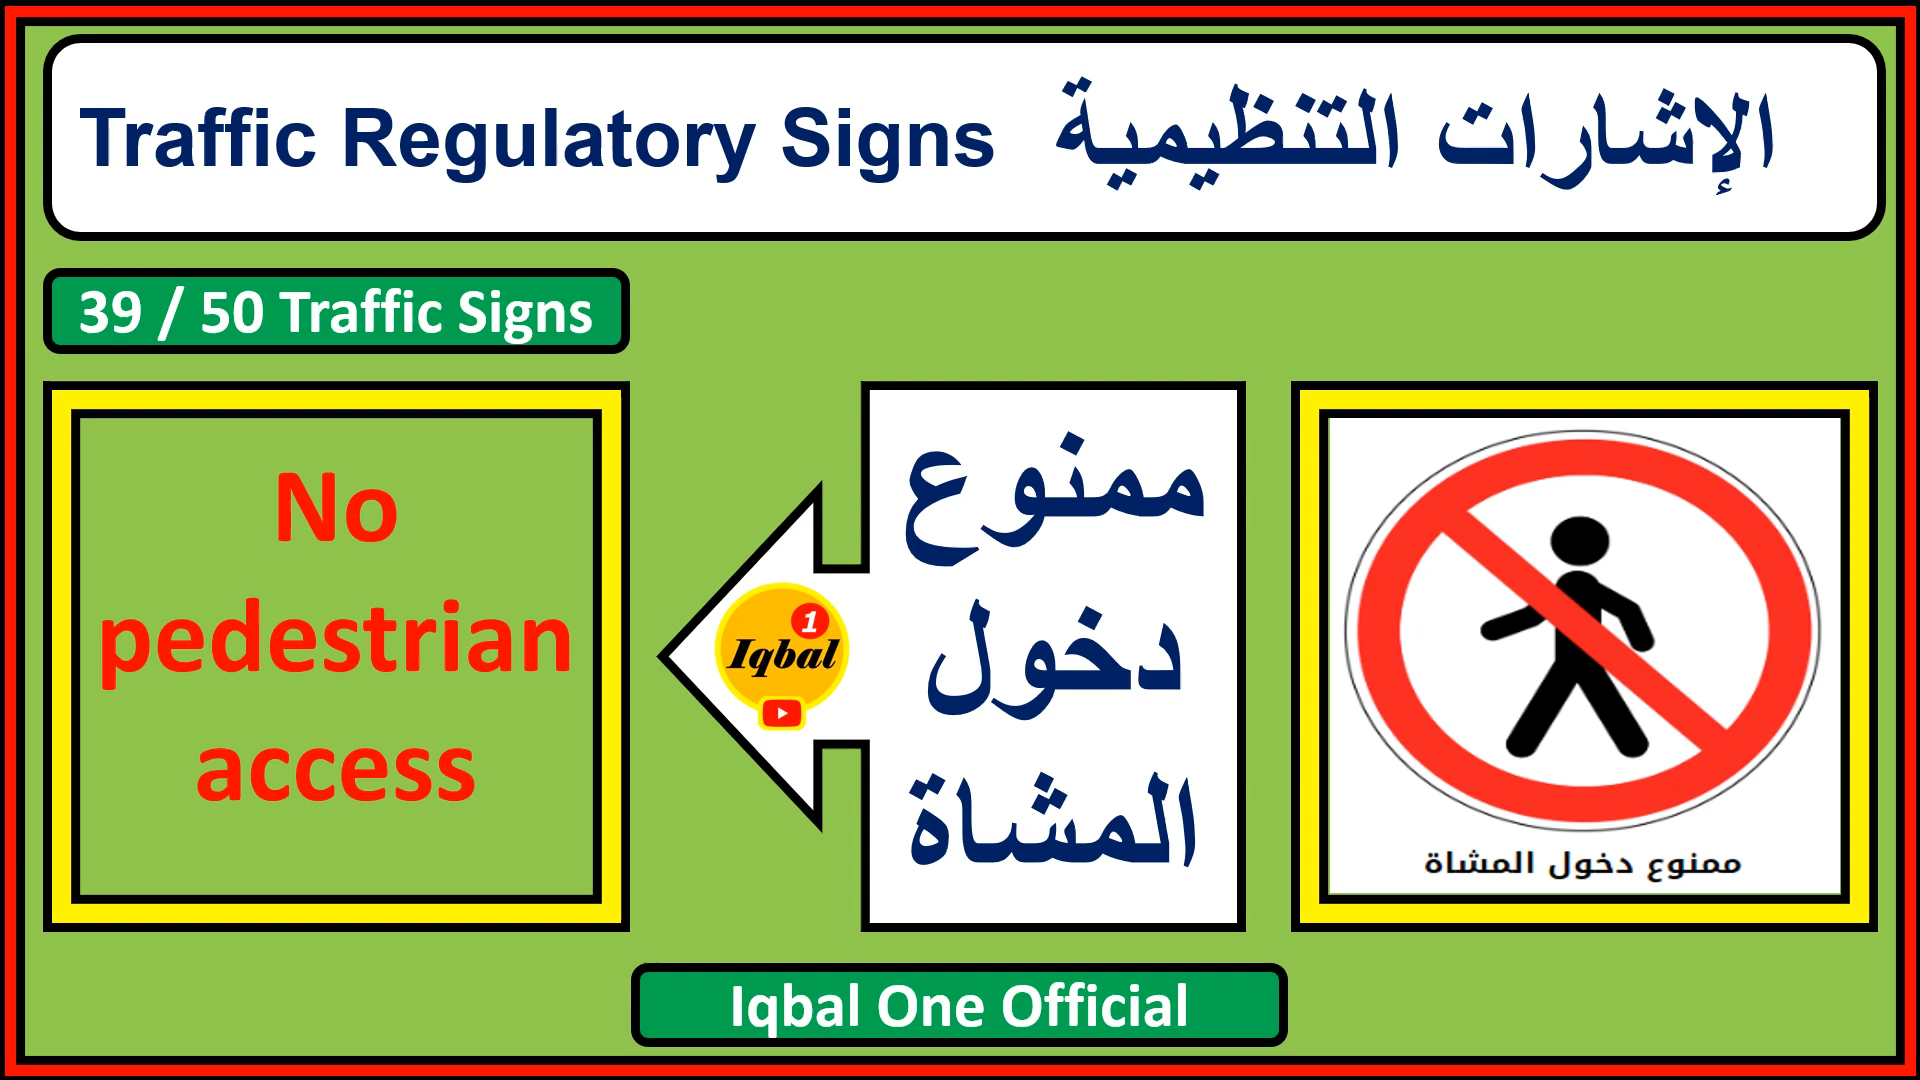 Traffic Regulatory Signs الإشارات التنظيمية
39 / 50 Traffic Signs
No
pedestrian
access
1
Iqbal
ممنوع
دخول
المشاة
ممنوع دخول المشاة
Iqbal One Official